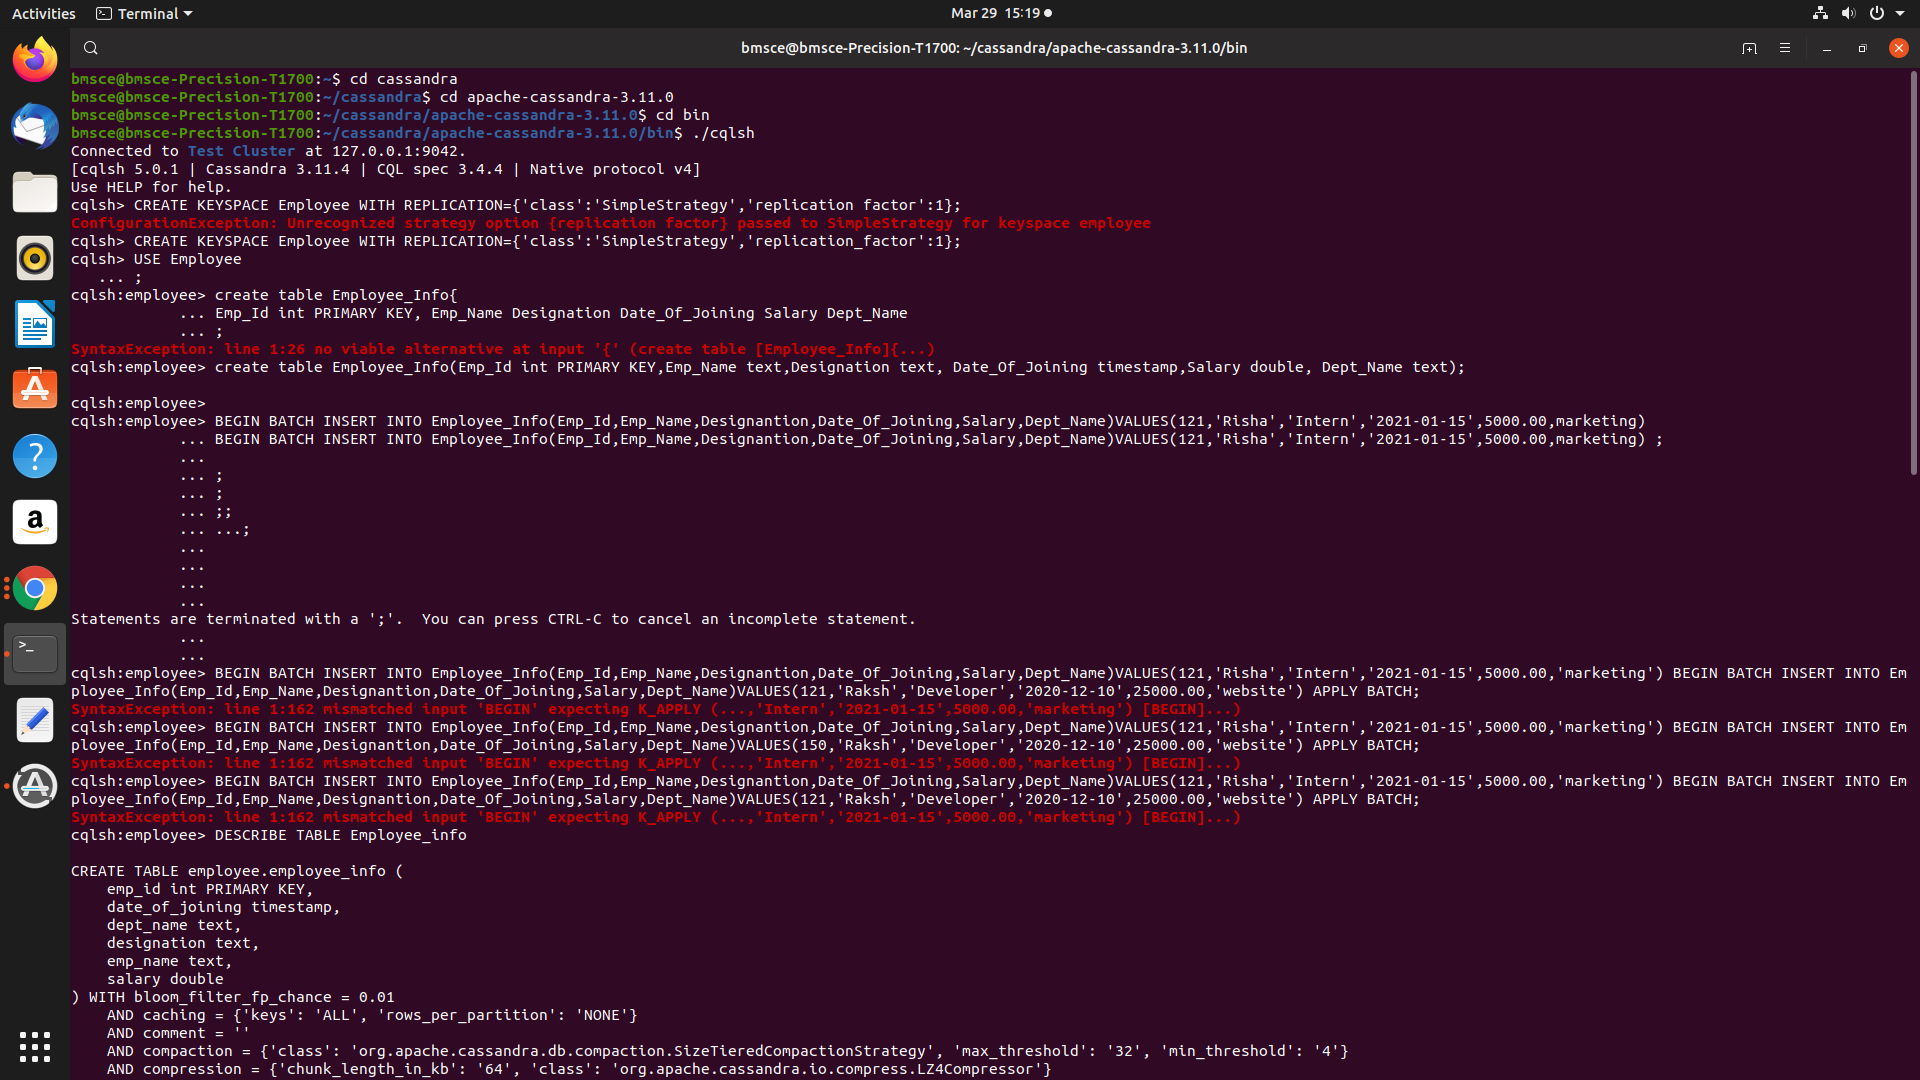 Activities Terminal Mar 29 15:19
bmsce@bmsce-Precision-T1700: ~/cassandra/apache-cassandra-3.11.0/bin
bmsce@bmsce-Precision-T1700:~$ cd cassandra
bmsce@bmsce-Precision-T1700:~/cassandra$ cd apache-cassandra-3.11.0
bmsce@bmsce-Precision-T1700:~/cassandra/apache-cassandra-3.11.0$ cd bin
bmsce@bmsce-Precision-T1700:~/cassandra/apache-cassandra-3.11.0/bin$ ./cqlsh
Connected to Test Cluster at 127.0.0.1:9042.
[cqlsh 5.0.1 | Cassandra 3.11.4 | CQL spec 3.4.4 | Native protocol v4]
Use HELP for help.
cqlsh> CREATE KEYSPACE Employee WITH REPLICATION={'class':'SimpleStrategy','replication factor':1};
ConfigurationException: Unrecognized strategy option {replication factor} passed to SimpleStrategy for keyspace employee
cqlsh> CREATE KEYSPACE Employee WITH REPLICATION={'class':'SimpleStrategy','replication_factor':1};
cqlsh> USE Employee
... ;
cqlsh:employee> create table Employee_Info{
... Emp_Id int PRIMARY KEY, Emp_Name Designation Date_Of_Joining Salary Dept_Name
... ;
SyntaxException: line 1:26 no viable alternative at input '{' (create table [Employee_Info]{...)
cqlsh:employee> create table Employee_Info(Emp_Id int PRIMARY KEY,Emp_Name text,Designation text, Date_Of_Joining timestamp,Salary double, Dept_Name text);
cqlsh:employee>
cqlsh:employee> BEGIN BATCH INSERT INTO Employee_Info(Emp_Id,Emp_Name,Designantion,Date_Of_Joining,Salary,Dept_Name)VALUES(121,'Risha','Intern','2021-01-15',5000.00,marketing)
... BEGIN BATCH INSERT INTO Employee_Info(Emp_Id,Emp_Name,Designantion,Date_Of_Joining,Salary,Dept_Name)VALUES(121,'Risha','Intern','2021-01-15',5000.00,marketing) ;
...
... ;
... ;
... ;;
... ...;
...
...
...
...
Statements are terminated with a ';'.  You can press CTRL-C to cancel an incomplete statement.
...
...
cqlsh:employee> BEGIN BATCH INSERT INTO Employee_Info(Emp_Id,Emp_Name,Designantion,Date_Of_Joining,Salary,Dept_Name)VALUES(121,'Risha','Intern','2021-01-15',5000.00,'marketing') BEGIN BATCH INSERT INTO Em
ployee_Info(Emp_Id,Emp_Name,Designantion,Date_Of_Joining,Salary,Dept_Name)VALUES(121,'Raksh','Developer','2020-12-10',25000.00,'website') APPLY BATCH;
SyntaxException: line 1:162 mismatched input 'BEGIN' expecting K_APPLY (...,'Intern','2021-01-15',5000.00,'marketing') [BEGIN]...)
cqlsh:employee> BEGIN BATCH INSERT INTO Employee_Info(Emp_Id,Emp_Name,Designantion,Date_Of_Joining,Salary,Dept_Name)VALUES(121,'Risha','Intern','2021-01-15',5000.00,'marketing') BEGIN BATCH INSERT INTO Em
ployee_Info(Emp_Id,Emp_Name,Designantion,Date_Of_Joining,Salary,Dept_Name)VALUES(150,'Raksh','Developer','2020-12-10',25000.00,'website') APPLY BATCH;
SyntaxException: line 1:162 mismatched input 'BEGIN' expecting K_APPLY (...,'Intern','2021-01-15',5000.00,'marketing') [BEGIN]...)
cqlsh:employee> BEGIN BATCH INSERT INTO Employee_Info(Emp_Id,Emp_Name,Designantion,Date_Of_Joining,Salary,Dept_Name)VALUES(121,'Risha','Intern','2021-01-15',5000.00,'marketing') BEGIN BATCH INSERT INTO Em
ployee_Info(Emp_Id,Emp_Name,Designantion,Date_Of_Joining,Salary,Dept_Name)VALUES(121,'Raksh','Developer','2020-12-10',25000.00,'website') APPLY BATCH;
SyntaxException: line 1:162 mismatched input 'BEGIN' expecting K_APPLY (...,'Intern','2021-01-15',5000.00,'marketing') [BEGIN]...)
cqlsh:employee> DESCRIBE TABLE Employee_info
CREATE TABLE employee.employee_info (
emp_id int PRIMARY KEY,
date_of_joining timestamp,
dept_name text,
designation text,
emp_name text,
salary double
) WITH bloom_filter_fp_chance = 0.01
AND caching = {'keys': 'ALL', 'rows_per_partition': 'NONE'}
AND comment = ''
AND compaction = {'class': 'org.apache.cassandra.db.compaction.SizeTieredCompactionStrategy', 'max_threshold': '32', 'min_threshold': '4'}
AND compression = {'chunk_length_in_kb': '64', 'class': 'org.apache.cassandra.io.compress.LZ4Compressor'}